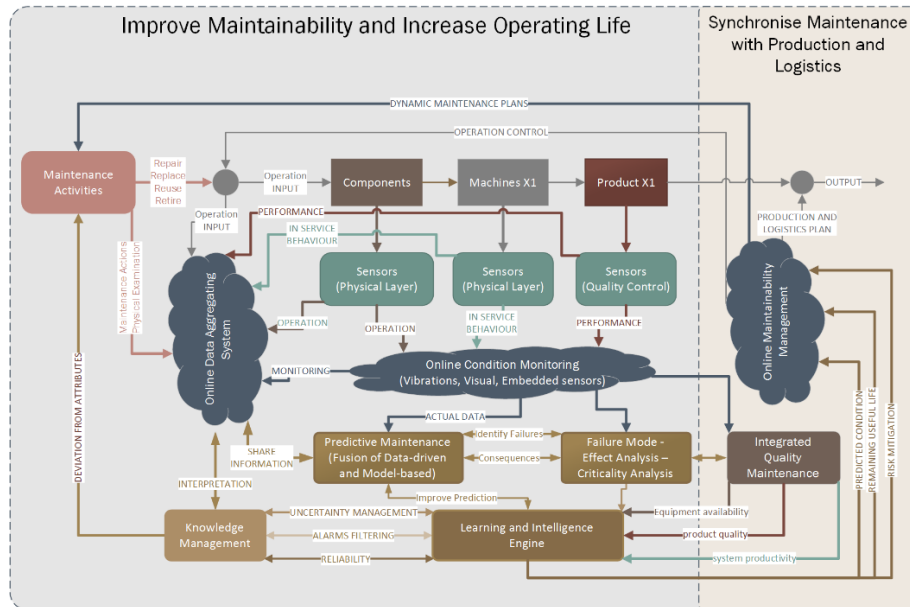 Improve Maintainability and Increase Operating Life
Synchronise Maintenance
with Production and
Logistics
DYNAMIC MAINTENANCE PLANS
OPERATION CONTROL
Maintenance
Activities
Repair
Replace
Reuse
Retire
Operation
INPUT
Components
Machines X1
Product X1
OUTPUT
Operation
INPUT
PERFORMANCE
IN SERVICE
BEHAVIOUR
PRODUCTION AND
LOGISTICS PLAN
Maintenance Actions
Physical Examination
Online Data Aggregating
System
Sensors
(Physical Layer)
Sensors
(Physical Layer)
Sensors
(Quality Control)
Online Maintainability
Management
OPERATION
OPERATION
IN SERVICE
BEHAVIOUR
PERFORMANCE
MONITORING
Online Condition Monitoring
(Vibrations, Visual, Embedded sensors)
DEVIATION FROM ATTRIBUTES
ACTUAL DATA
SHARE
INFORMATION
Predictive Maintenance
(Fusion of Data-driven
and Model-based)
Identify Failures
Consequences
Failure Mode -
Effect Analysis –
Criticality Analysis
Integrated
Quality
Maintenance
PREDICTED CONDITION
REMAINING USEFUL LIFE
RISK MITIGATION
INTERPRETATION
Improve Prediction
Knowledge
Management
UNCERTAINTY MANAGEMENT
ALARMS FILTERING
RELIABILITY
Learning and Intelligence
Engine
Equipment availability
product quality
system productivity